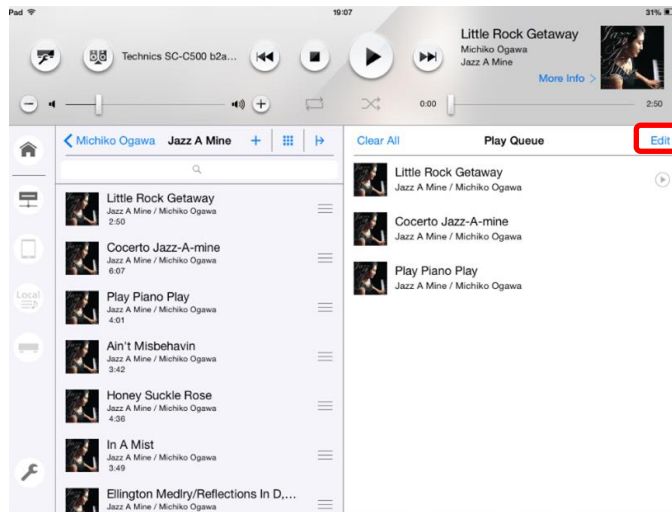 Pad
19:07
31%
Technics SC-C500 b2a...
Little Rock Getaway
Michiko Ogawa
Jazz A Mine
More Info >
0:00
2:50
Michiko Ogawa
Jazz A Mine
Clear All
Play Queue
Edit
Local
Little Rock Getaway
Jazz A Mine / Michiko Ogawa
2:50
Cocerto Jazz-A-mine
Jazz A Mine / Michiko Ogawa
6:07
Play Piano Play
Jazz A Mine / Michiko Ogawa
4:01
Ain't Misbehavin
Jazz A Mine / Michiko Ogawa
3:42
Honey Suckle Rose
Jazz A Mine / Michiko Ogawa
4:36
In A Mist
Jazz A Mine / Michiko Ogawa
3:49
Ellington Medlry/Reflections In D,...
Jazz A Mine / Michiko Ogawa
Little Rock Getaway
Jazz A Mine / Michiko Ogawa
Cocerto Jazz-A-mine
Jazz A Mine / Michiko Ogawa
Play Piano Play
Jazz A Mine / Michiko Ogawa